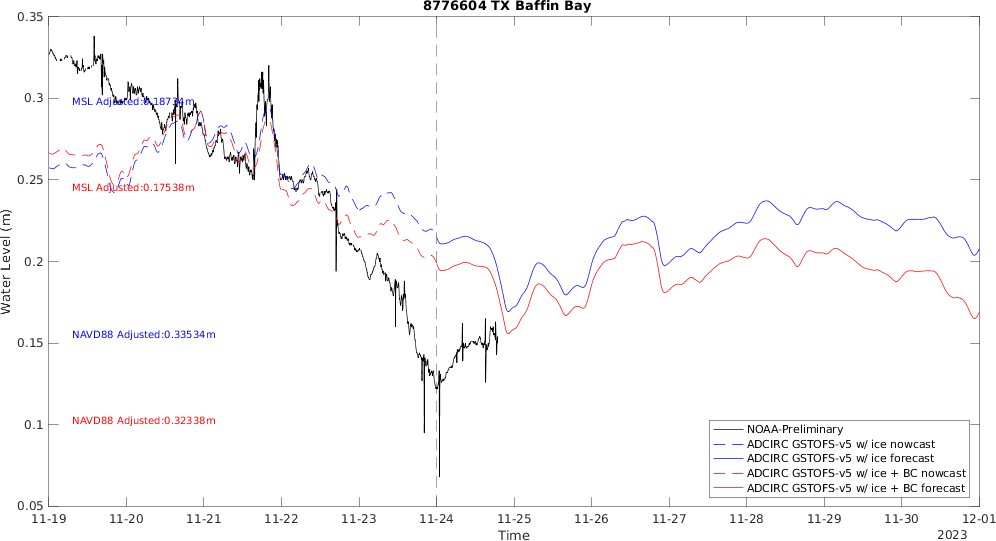 8776604 TX Baffin Bay
0.35
0.3
0.25
0.2
0.15
0.1
0.05
Water Level (m)
MSL Adjusted:0.18734m
MSL Adjusted:0.17538m
NAVD88 Adjusted:0.33534m
NAVD88 Adjusted:0.32338m
NOAA-Preliminary
ADCIRC GSTOFS-v5 w/ ice nowcast
ADCIRC GSTOFS-v5 w/ ice forecast
ADCIRC GSTOFS-v5 w/ ice + BC nowcast
ADCIRC GSTOFS-v5 w/ ice + BC forecast
11-19 11-20 11-21 11-22 11-23 11-24 11-25 11-26 11-27 11-28 11-29 11-30 12-01
Time
2023